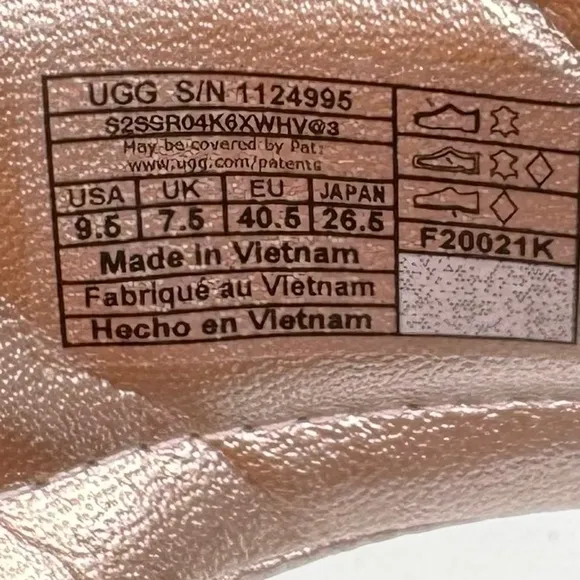 UGG S/N 1124995
S2SSR04K6XWHV@3
May be covered by Pat:
www.ugg.com/patents
USA UK EU JAPAN
9.5 7.5 40.5 26.5
Made in Vietnam
Fabriqué au Vietnam
Hecho en Vietnam
F20021K